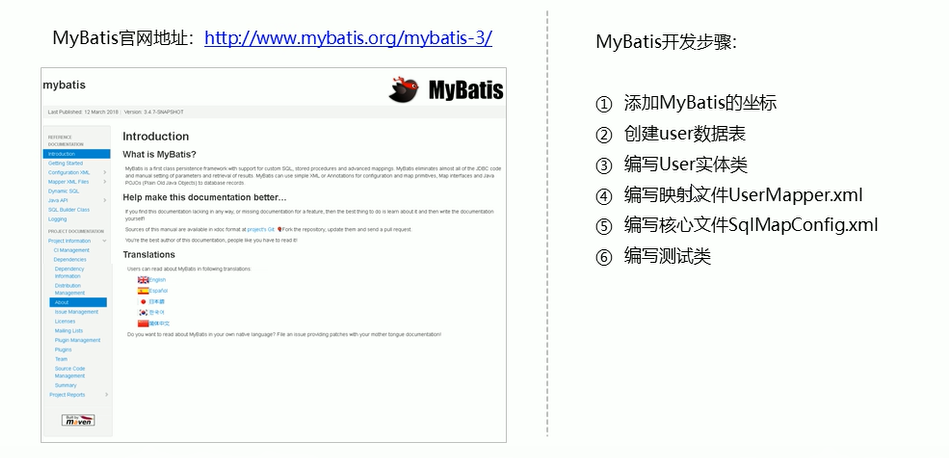 MyBatis官网地址：http://www.mybatis.org/mybatis-3/
mybatis
MyBatis
Last Published: 12 March 2018 | Version: 3.4.7-SNAPSHOT
REFERENCE
DOCUMENTATION
Introduction
Getting Started
Configuration XML
Mapper XML Files
Dynamic SQL
Java API
SQL Builder Class
Logging
PROJECT DOCUMENTATION
Project Information
CI Management
Dependencies
Dependency
Information
Distribution
Management
About
Issue Management
Licenses
Mailing Lists
Plugin Management
Plugins
Team
Source Code
Management
Summary
Project Reports
Built by
maven
Introduction
What is MyBatis?
MyBatis is a first class persistence framework with support for custom SQL, stored procedures and advanced mappings. MyBatis eliminates almost all of the JDBC code
and manual setting of parameters and retrieval of results. MyBatis can use simple XML or Annotations for configuration and map primitives, Map interfaces and Java
POJOs (Plain Old Java Objects) to database records.
Help make this documentation better…
If you find this documentation lacking in any way, or missing documentation for a feature, then the best thing to do is learn about it and then write the documentation
yourself!
Sources of this manual are available in xdoc format at project's Git Fork the repository, update them and send a pull request.
You're the best author of this documentation, people like you have to read it!
Translations
Users can read about MyBatis in following translations:
English
Español
日本語
한국어
简体中文
Do you want to read about MyBatis in your own native language? File an issue providing patches with your mother tongue documentation!
MyBatis开发步骤：
① 添加MyBatis的坐标
② 创建user数据表
③ 编写User实体类
④ 编写映射文件UserMapper.xml
⑤ 编写核心文件SqlMapConfig.xml
⑥ 编写测试类